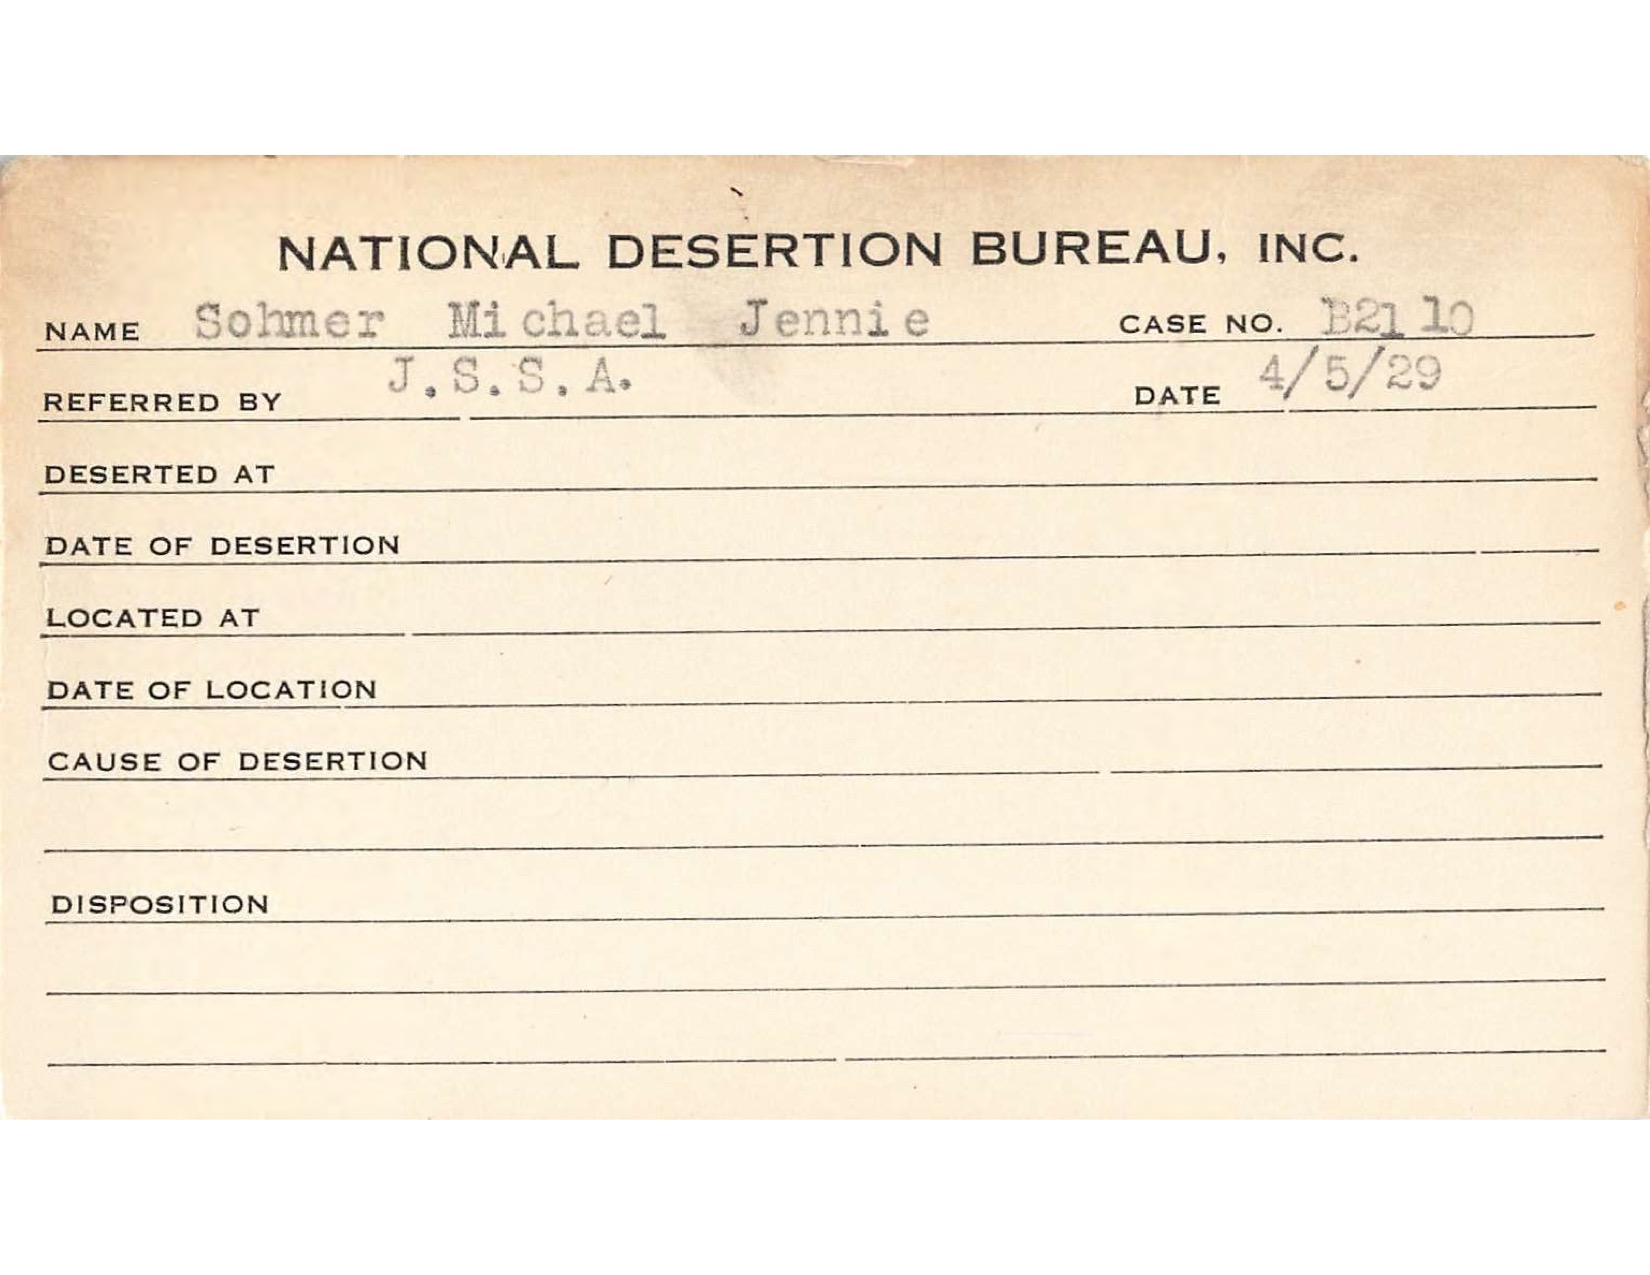 NATIONAL DESERTION BUREAU, INC.
NAME Sohmer Michael Jennie CASE NO. B2110
REFERRED BY J.S.S.A. DATE 4/5/29
DESERTED AT
DATE OF DESERTION
LOCATED AT
DATE OF LOCATION
CAUSE OF DESERTION
DISPOSITION